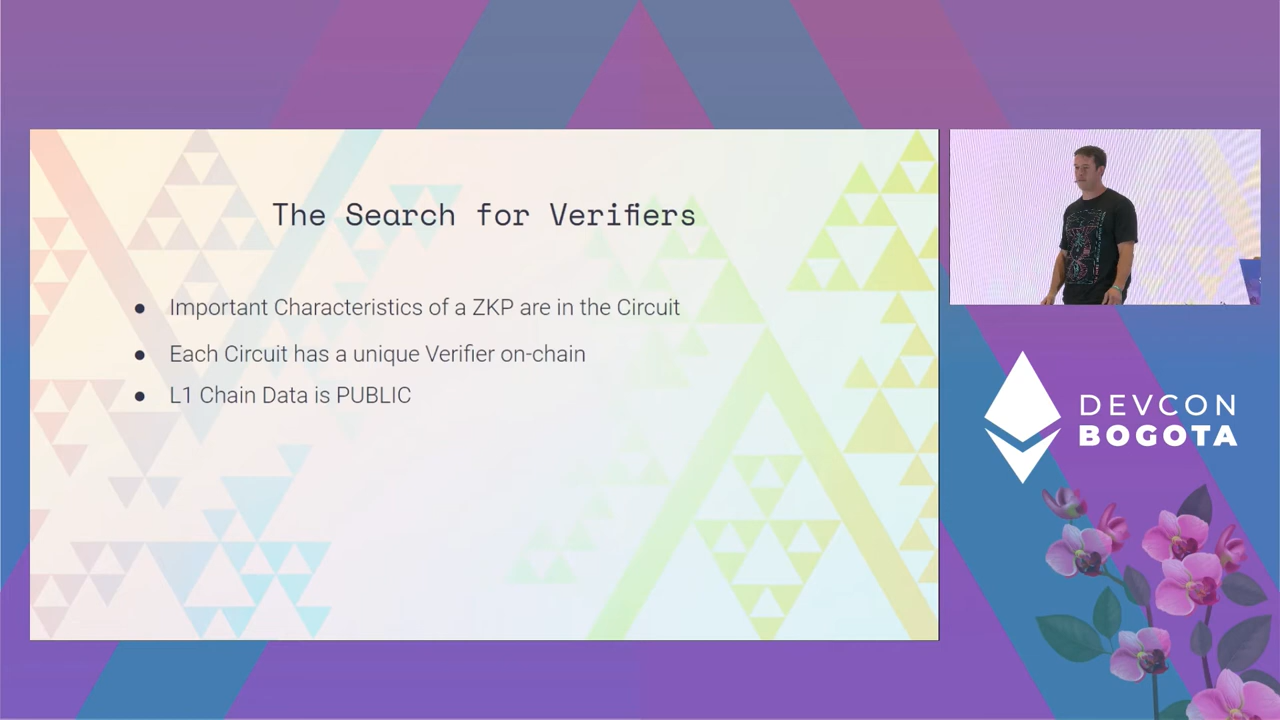 The Search for Verifiers
● Important Characteristics of a ZKP are in the Circuit
● Each Circuit has a unique Verifier on-chain
● L1 Chain Data is PUBLIC
DEVCON
BOGOTA